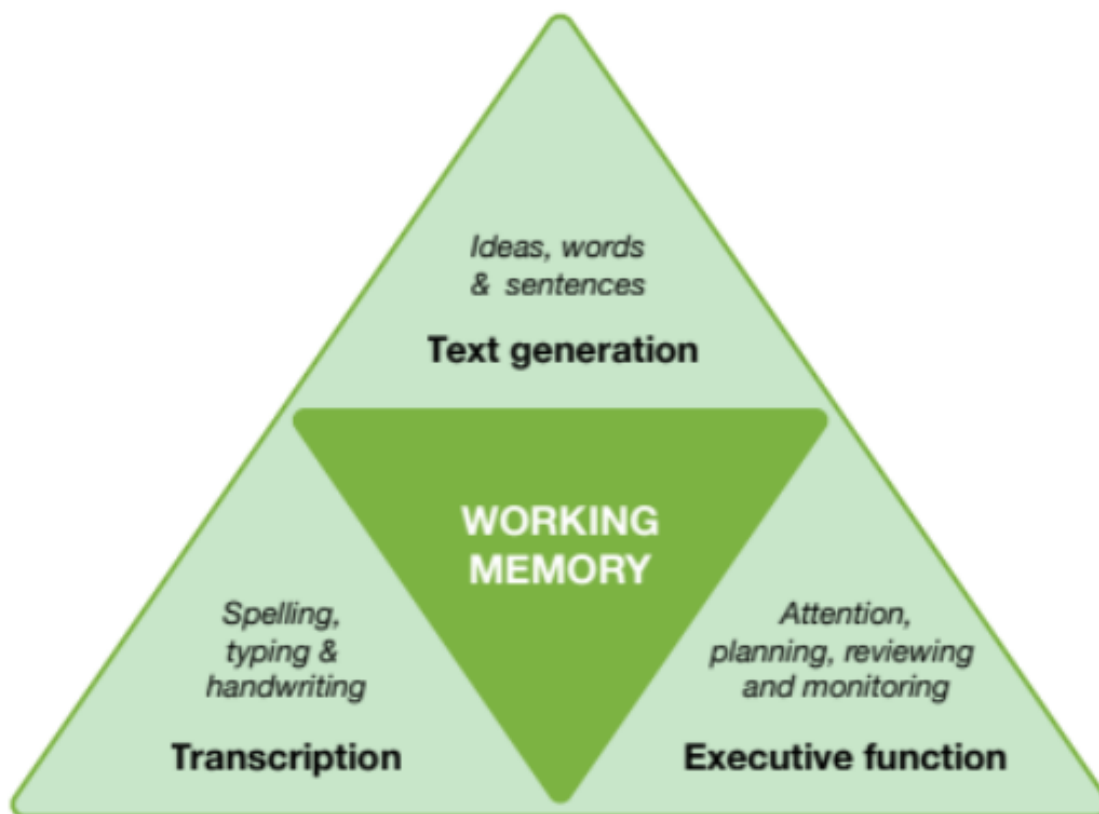 Ideas, words
& sentences
Text generation
WORKING
MEMORY
Spelling,
typing &
handwriting
Transcription
Attention,
planning, reviewing
and monitoring
Executive function